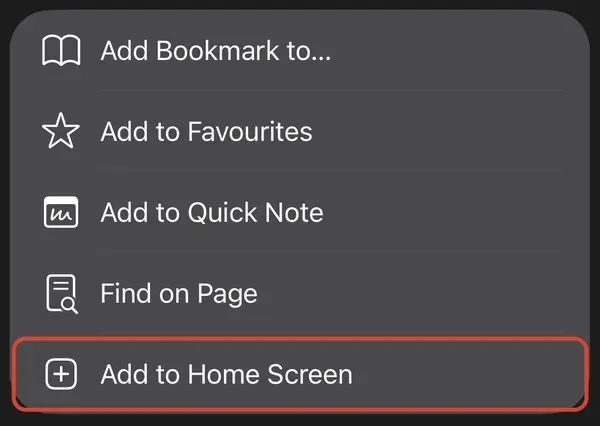 Add Bookmark to...
Add to Favourites
Add to Quick Note
Find on Page
Add to Home Screen